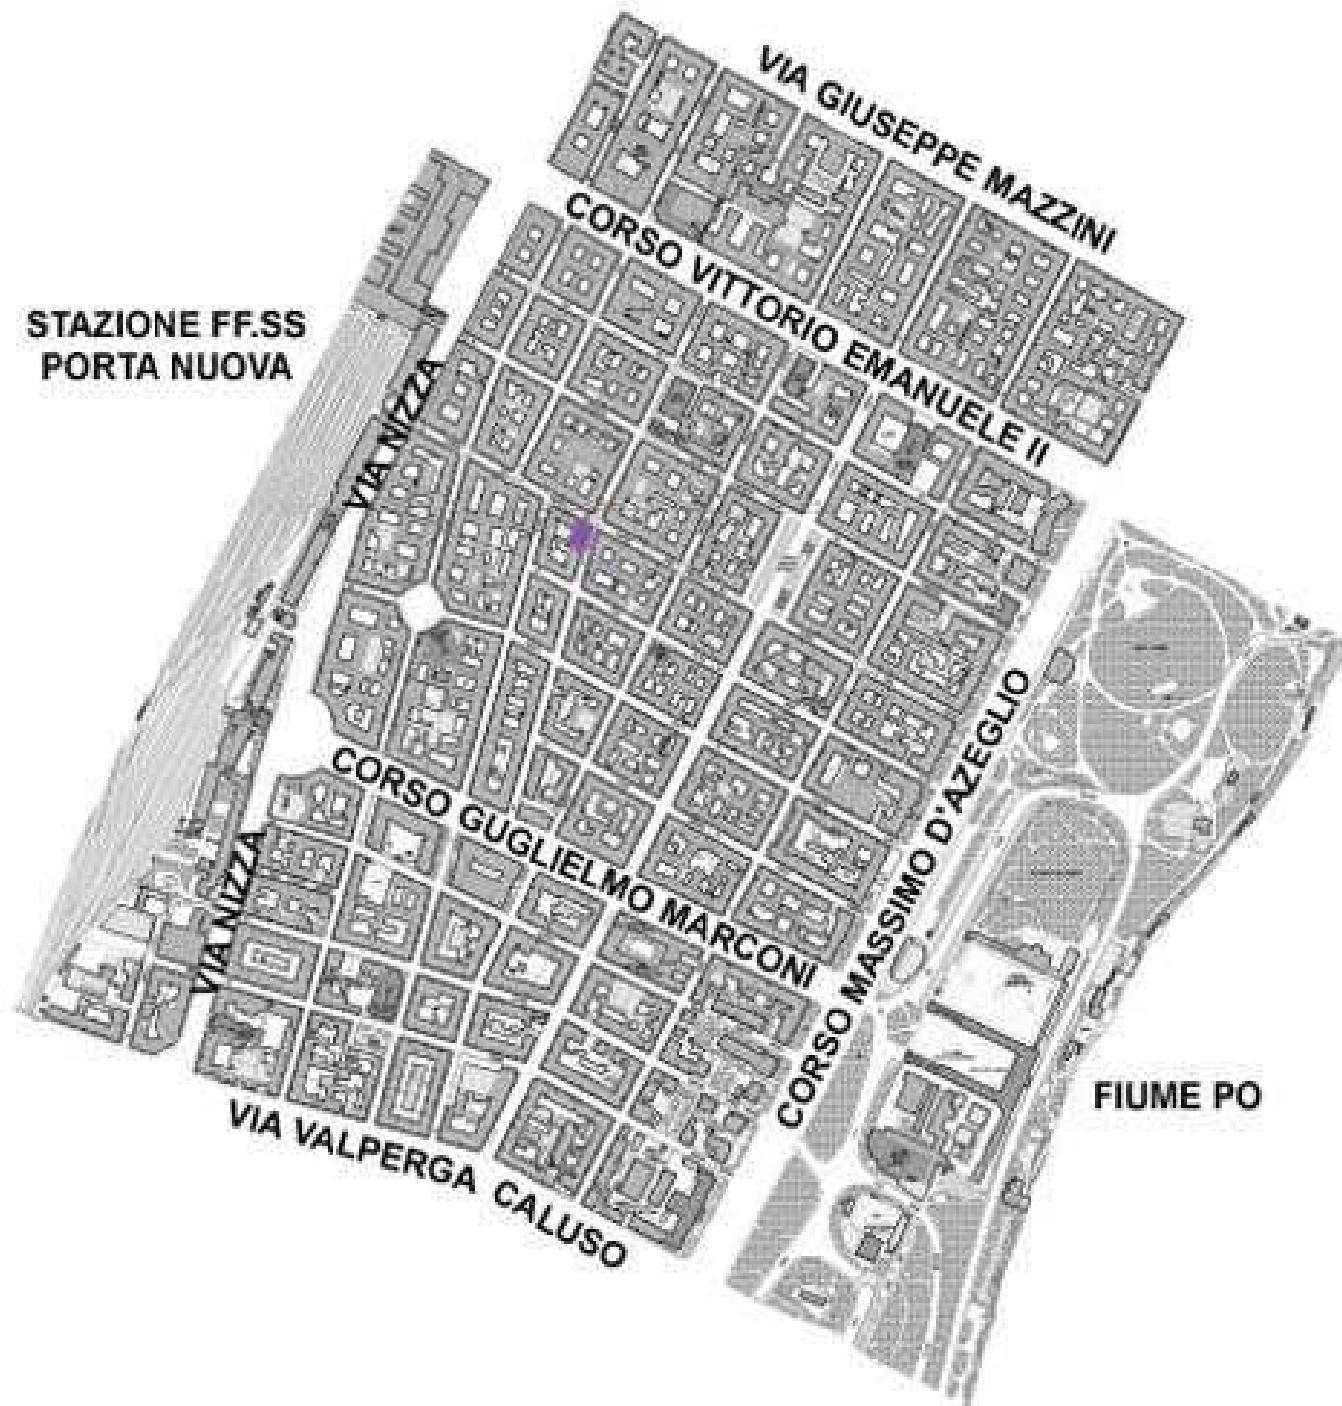 VIA GIUSEPPE MAZZINI
CORSO VITTORIO EMANUELE II
STAZIONE FF.SS
PORTA NUOVA
VIA NIZZA
CORSO GUGLIELMO MARCONI
CORSO MASSIMO D'AZEGLIO
VIA NIZZA
FIUME PO
VIA VALPERGA CALUSO